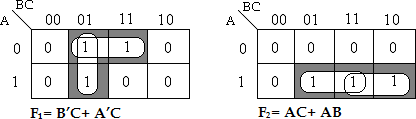 BC BC
A 00 01 11 10 A 00 01 11 10
0 0 1 1 0 0 0 0 0 0
1 0 1 0 0 1 0 1 1 1
F₁= B′C+ A′C F₂= AC+ AB